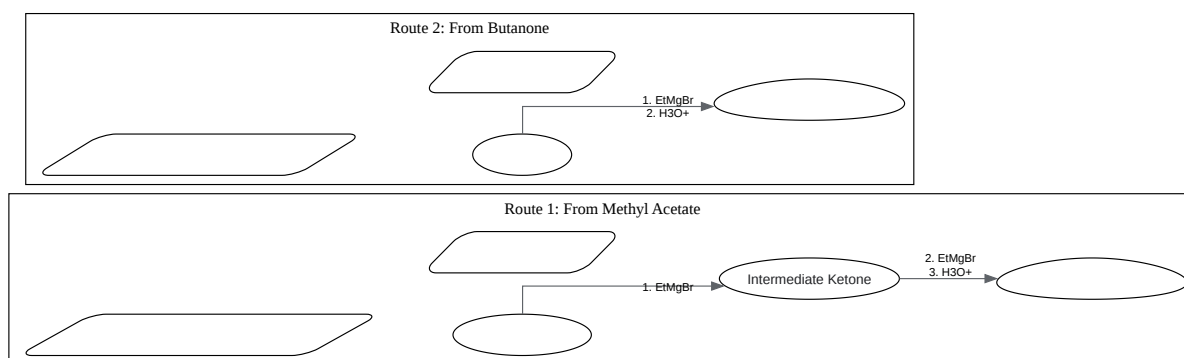 Route 2: From Butanone
1. EtMgBr
2. H3O+
Route 1: From Methyl Acetate
1. EtMgBr
Intermediate Ketone
2. EtMgBr
3. H3O+